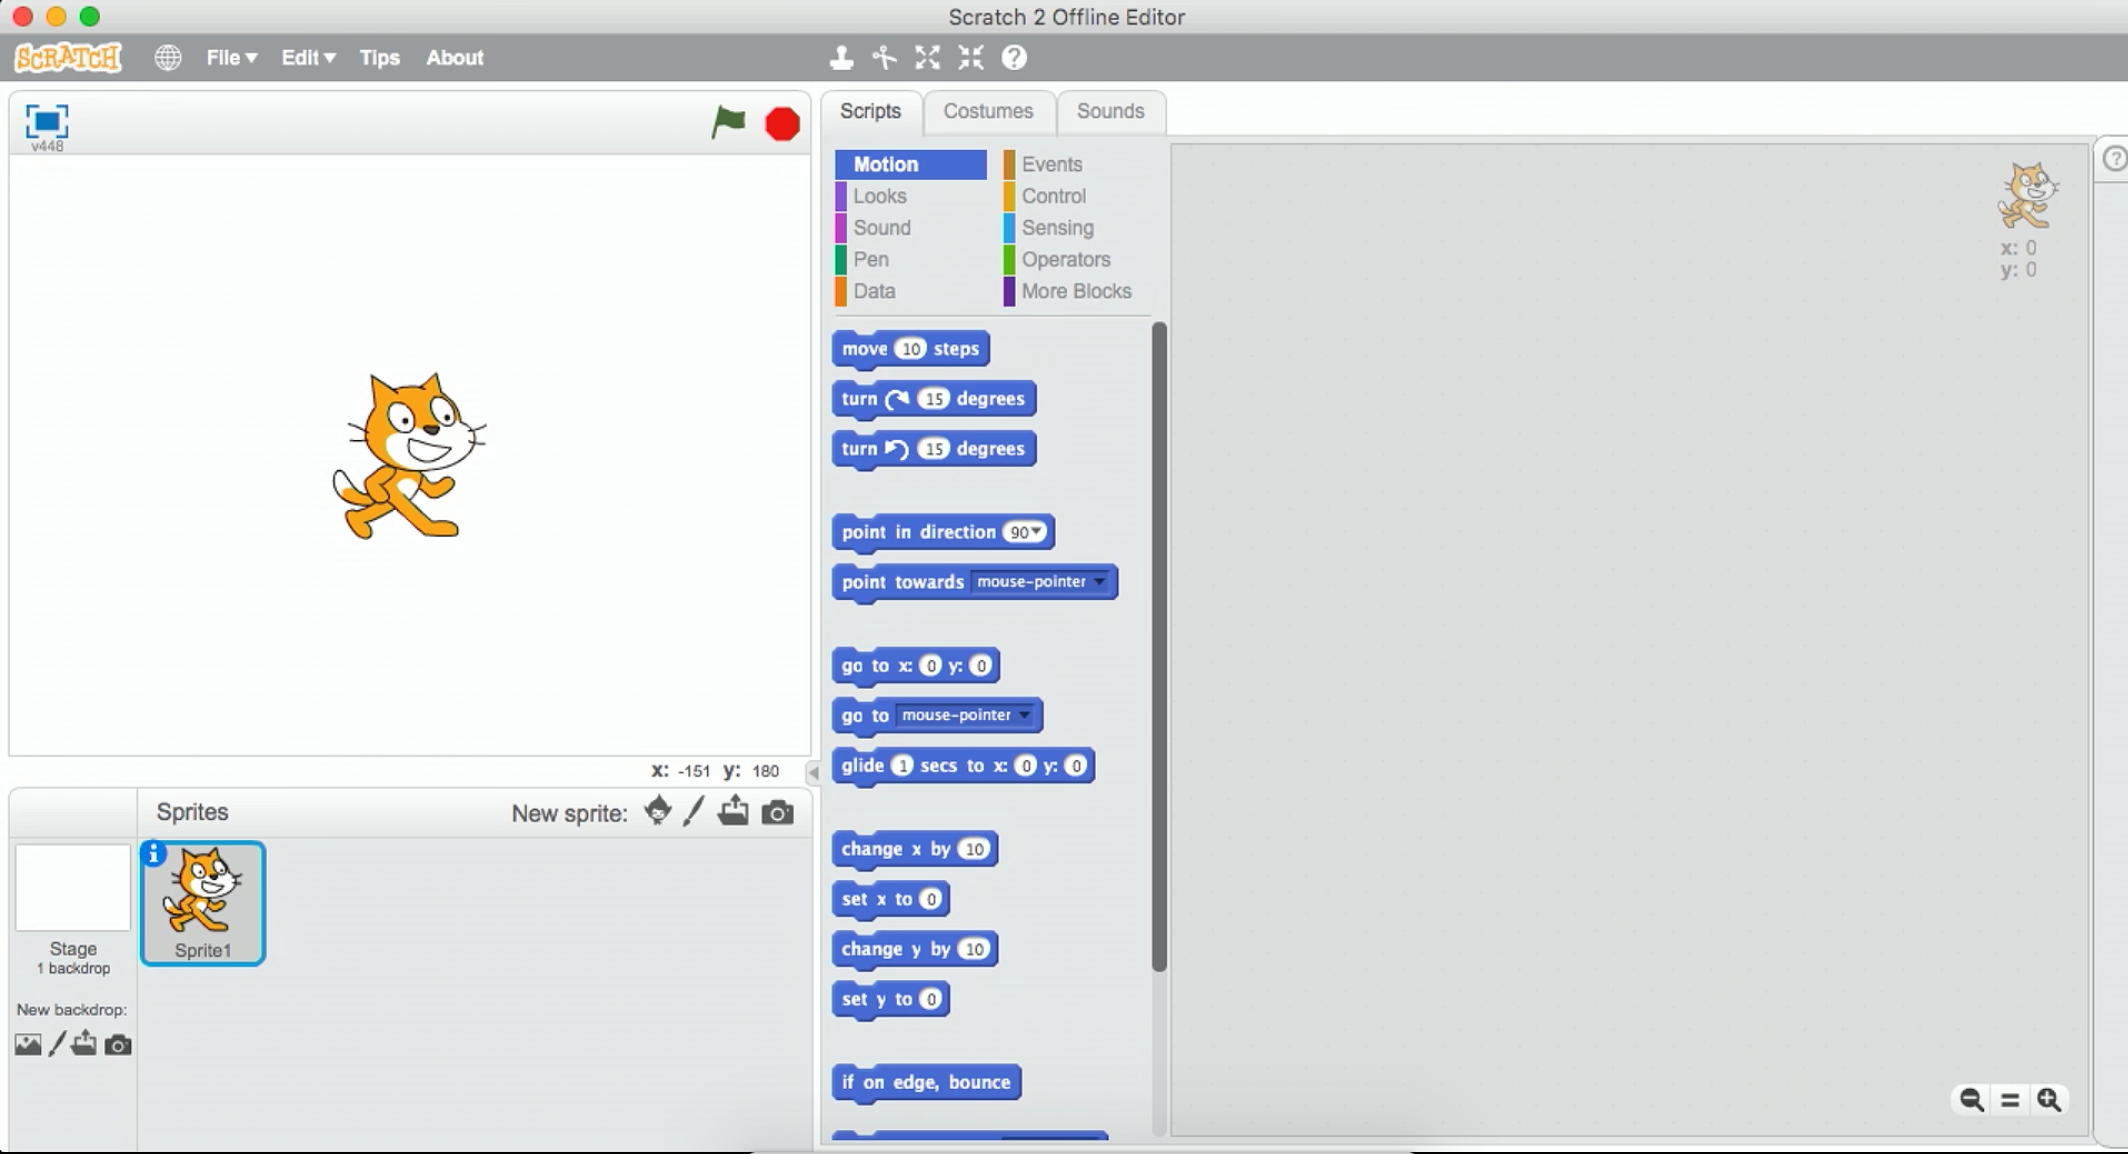 Scratch 2 Offline Editor
SCRATCH File Edit Tips About
v448
Scripts Costumes Sounds
Motion Events
Looks Control
Sound Sensing
Pen Operators
Data More Blocks
x: 0
y: 0
move 10 steps
turn 15 degrees
turn 15 degrees
point in direction 90
point towards mouse-pointer
go to x: 0 y: 0
go to mouse-pointer
glide 1 secs to x: 0 y: 0
change x by 10
set x to 0
change y by 10
set y to 0
if on edge, bounce
x: -151 y: 180
Sprites New sprite:
Sprite1
Stage
1 backdrop
New backdrop: